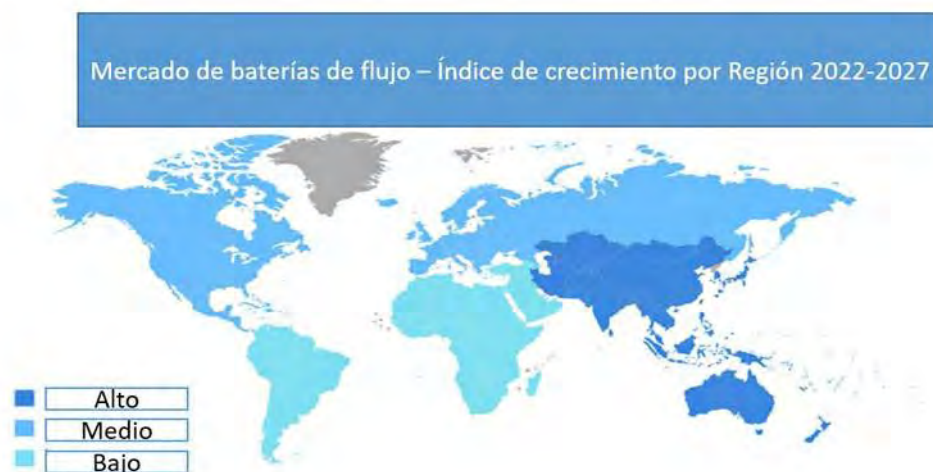 Mercado de baterías de flujo – Índice de crecimiento por Región 2022-2027
Alto
Medio
Bajo